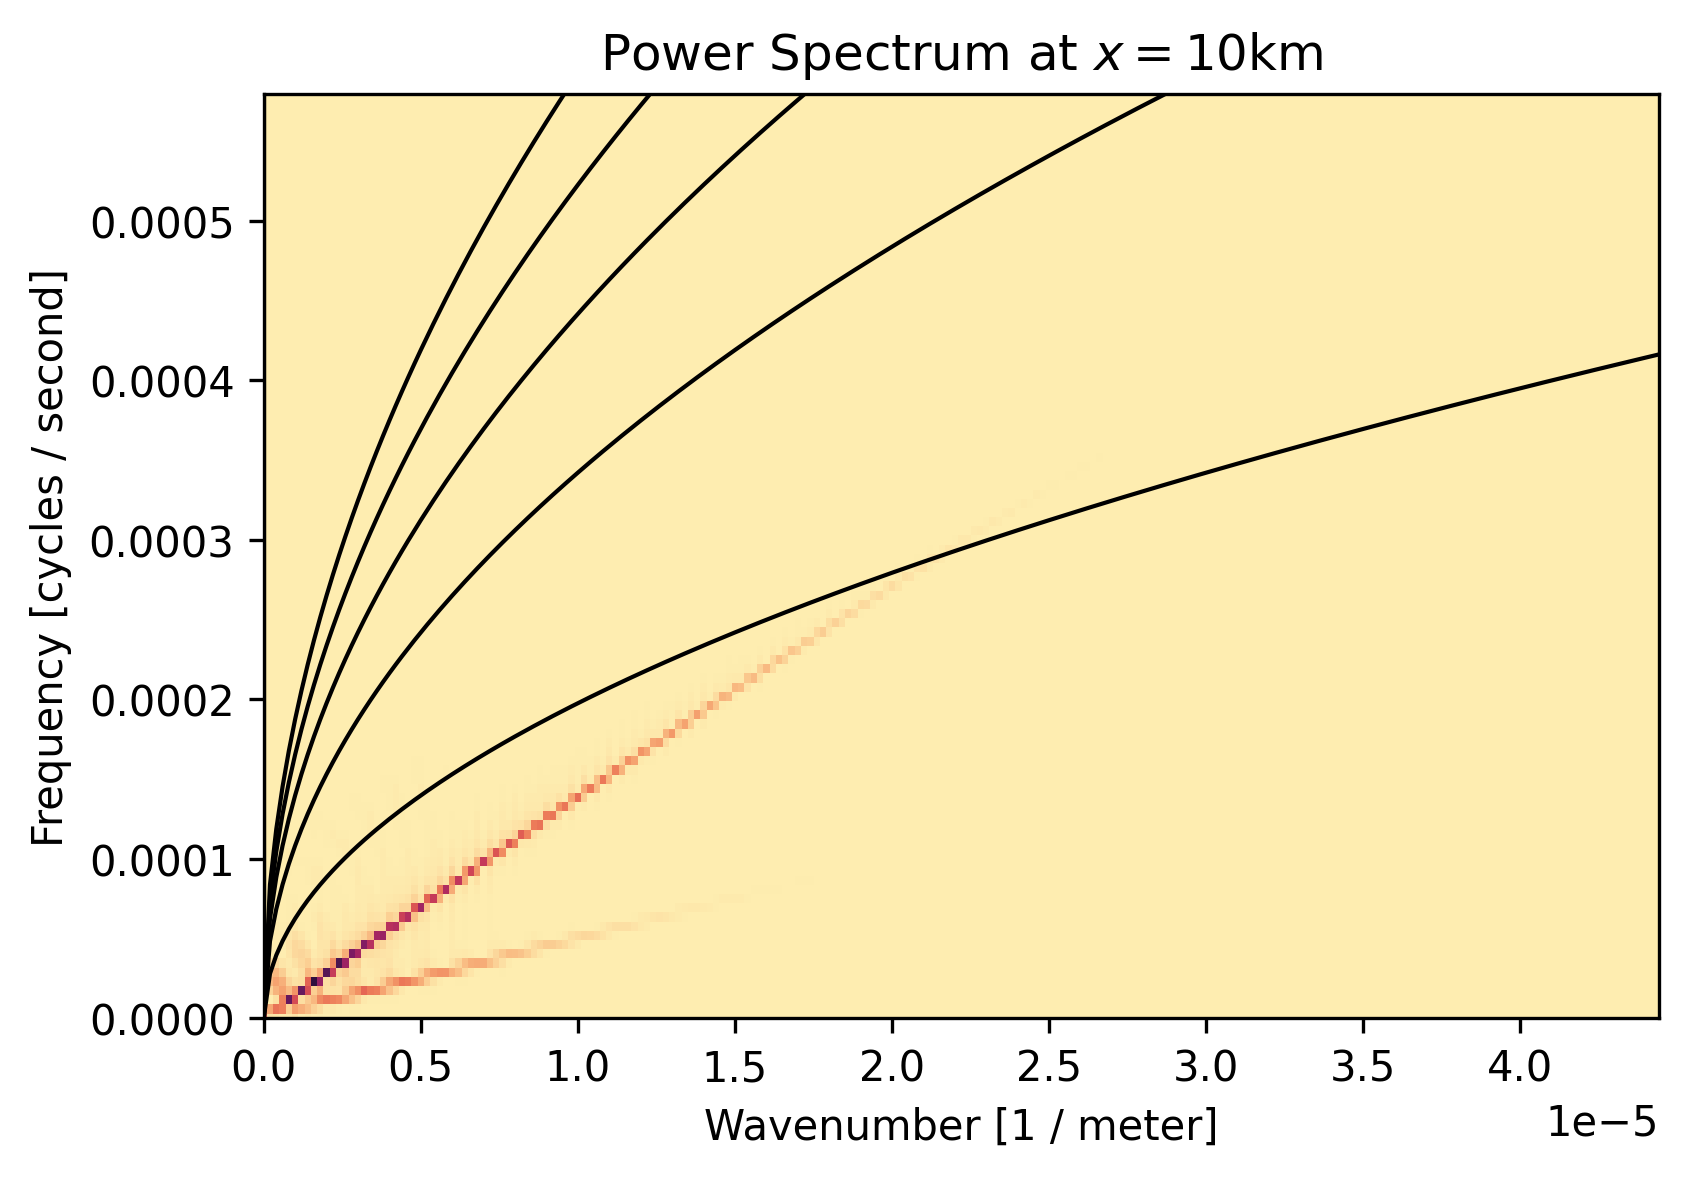 Power Spectrum at x = 10km
Frequency [cycles / second]
0.0005
0.0004
0.0003
0.0002
0.0001
0.0000
0.0 0.5 1.0 1.5 2.0 2.5 3.0 3.5 4.0
Wavenumber [1 / meter]
1e−5